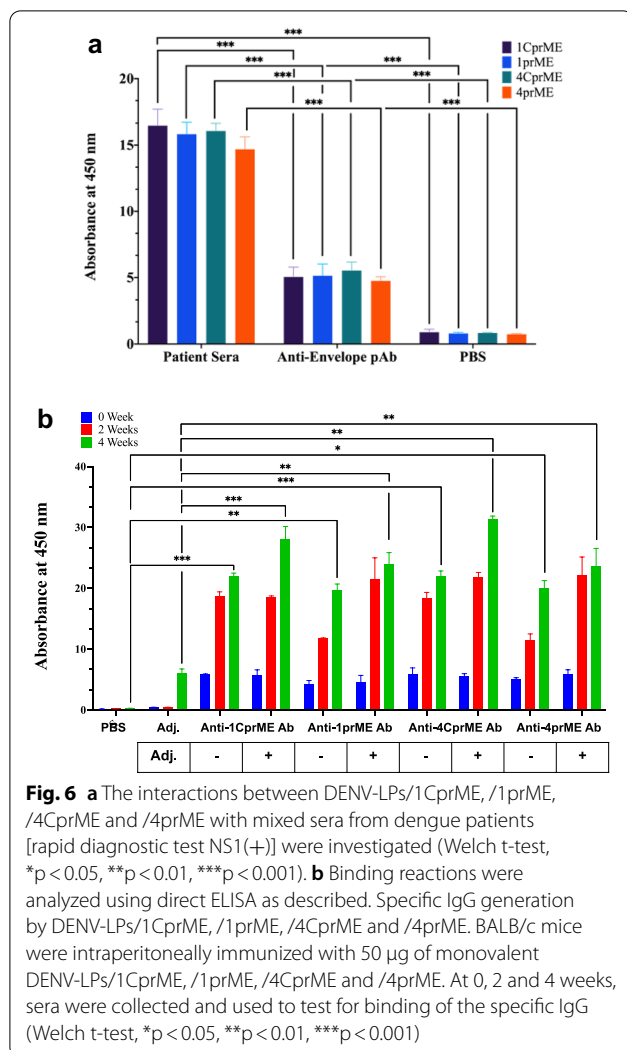 a
***
***
1CprME
1prME
4CprME
4prME
***
***
***
***
***
***
20
15
10
5
0
Absorbance at 450 nm
Patient Sera Anti-Envelope pAb PBS
b
0 Week
2 Weeks
4 Weeks
**
**
*
**
***
***
**
***
40
30
20
10
0
Absorbance at 450 nm
PBS Adj. Anti-1CprME Ab Anti-1prME Ab Anti-4CprME Ab Anti-4prME Ab
Adj. - + - + - + - +
Fig. 6 a The interactions between DENV-LPs/1CprME, /1prME,
/4CprME and /4prME with mixed sera from dengue patients
[rapid diagnostic test NS1(+)] were investigated (Welch t-test,
*p < 0.05, **p < 0.01, ***p < 0.001). b Binding reactions were
analyzed using direct ELISA as described. Specific IgG generation
by DENV-LPs/1CprME, /1prME, /4CprME and /4prME. BALB/c mice
were intraperitoneally immunized with 50 µg of monovalent
DENV-LPs/1CprME, /1prME, /4CprME and /4prME. At 0, 2 and 4 weeks,
sera were collected and used to test for binding of the specific IgG
(Welch t-test, *p < 0.05, **p < 0.01, ***p < 0.001)